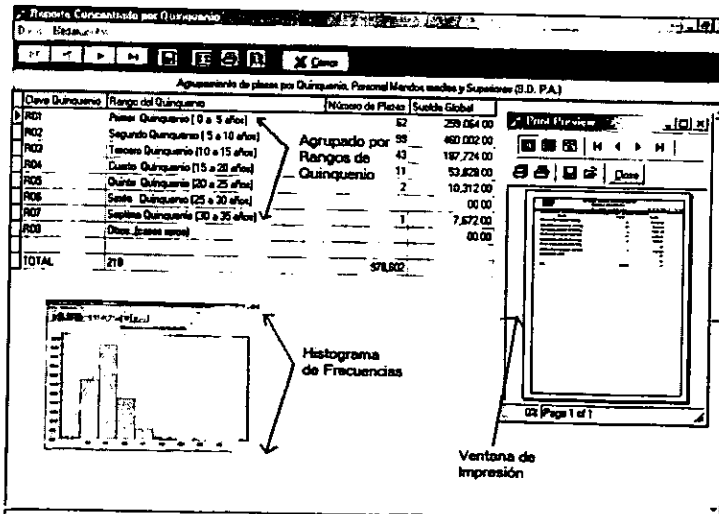 Reporte Concentrado por Quinquenio
Cerrar
Agrupamiento de plazas por Quinquenio, Personal Mandos medios y Superiores (B.D. P.A.)
Clave Quinquenio Rango del Quinquenio Número de Plazas Sueldo Global
R01 Primer Quinquenio [ 0 a 5 años] 62 259.064 00
R02 Segundo Quinquenio [ 5 a 10 años] 99 460.002 00
R03 Tercero Quinquenio [10 a 15 años] 43 187,724 00
R04 Cuarto Quinquenio [15 a 20 años] 11 53,828 00
R05 Quinto Quinquenio [20 a 25 años] 2 10,312 00
R06 Sexto Quinquenio [25 a 30 años] 00 00
R07 Septimo Quinquenio [30 a 35 años] 1 7,672 00
R08 Otros 00 00
TOTAL 218 978,602
Agrupado por
Rangos de
Quinquenio
Print Preview
Close
0% Page 1 of 1
Histograma
de Frecuencias
Ventana de
Impresión